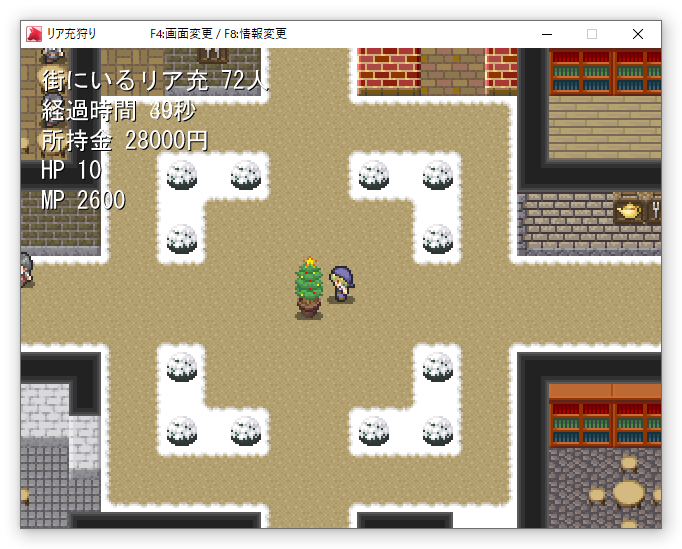 リア充狩り F4:画面変更 / F8:情報変更
街にいるリア充 72人
経過時間 39秒
所持金 28000円
HP 10
MP 2600